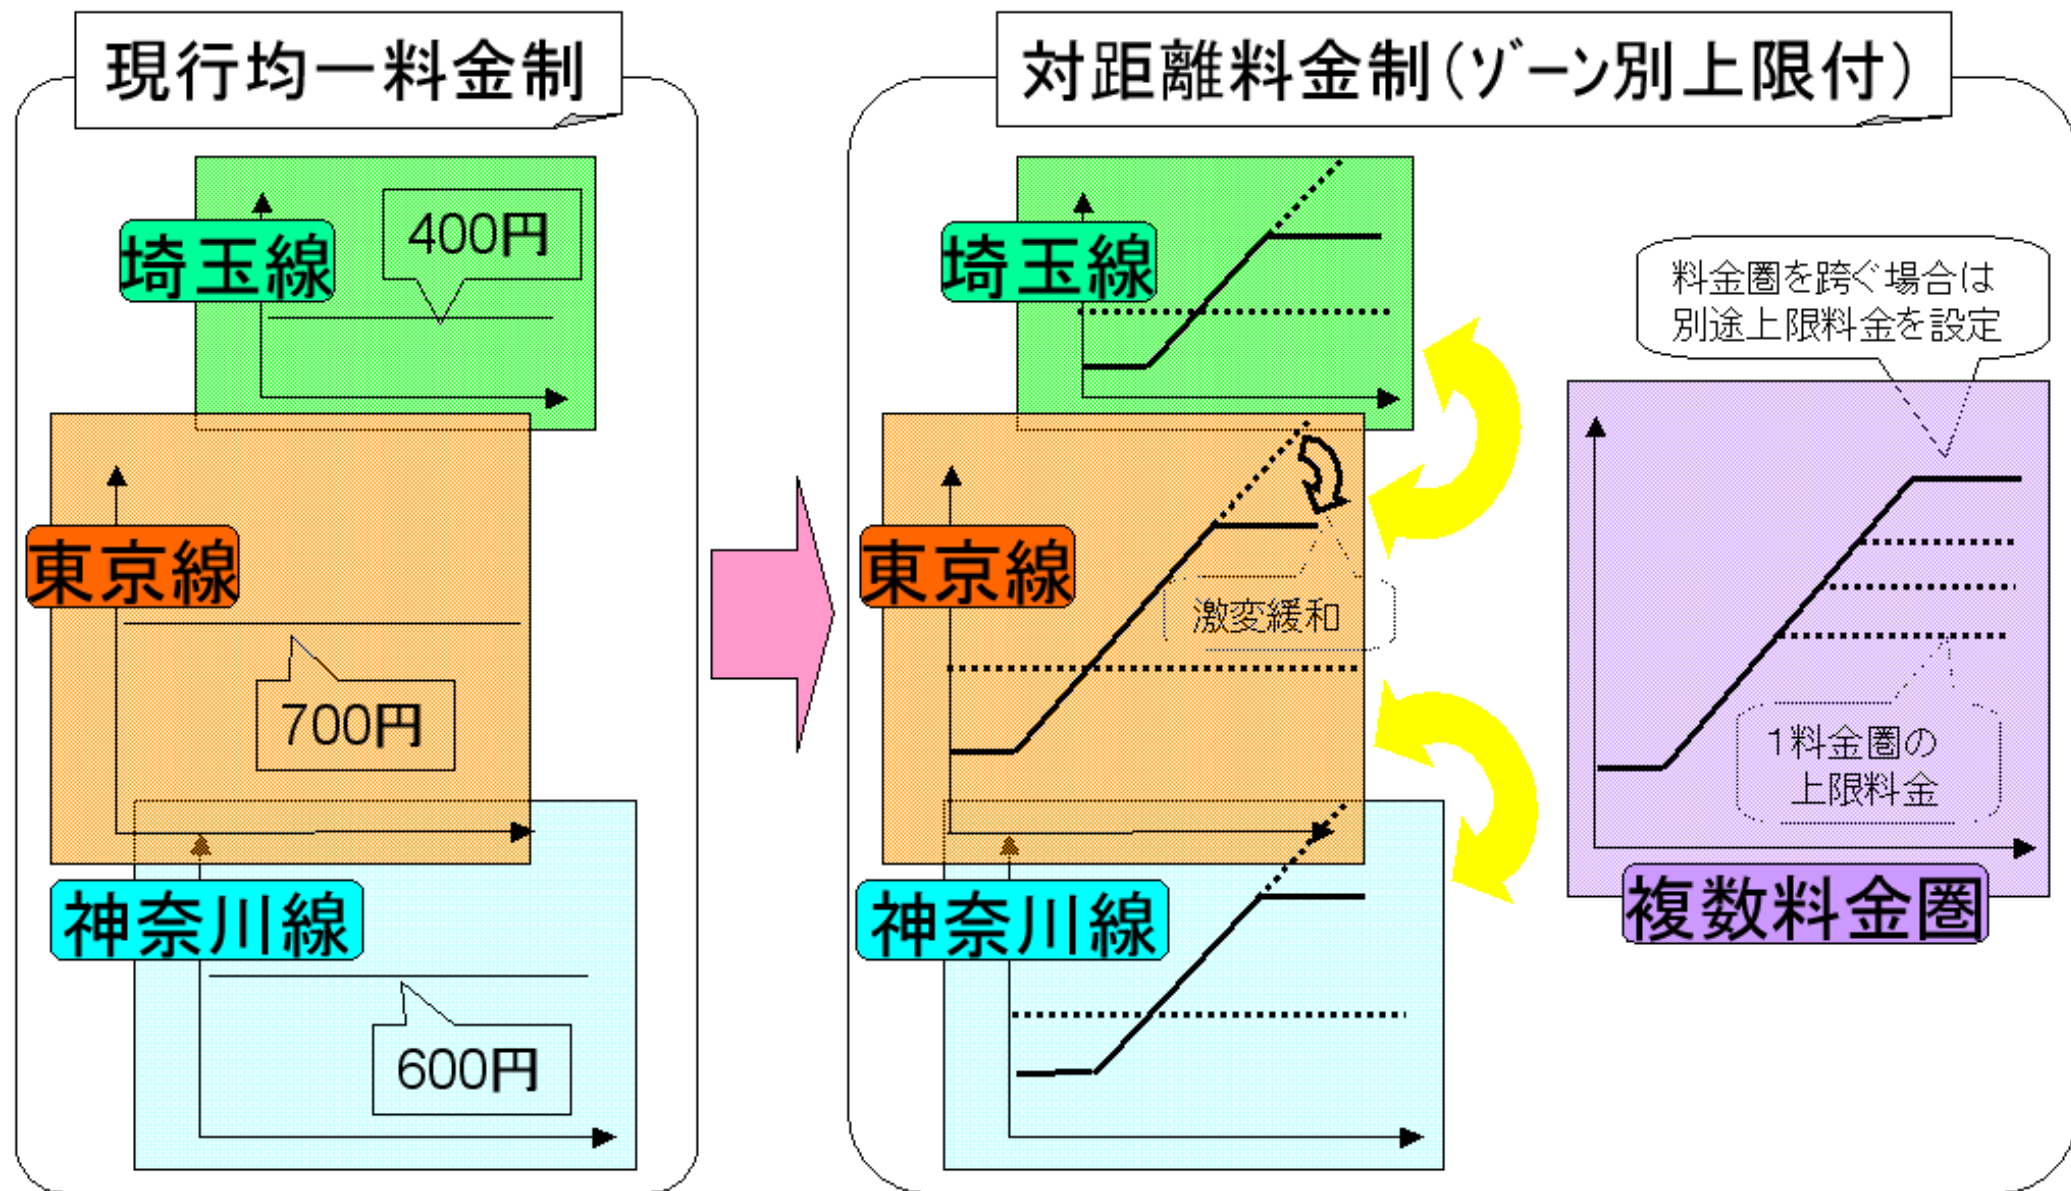 現行均一料金制
埼玉線
400円
東京線
700円
神奈川線
600円
対距離料金制(ｿﾞｰﾝ別上限付)
埼玉線
東京線
激変緩和
神奈川線
料金圏を跨ぐ場合は
別途上限料金を設定
1料金圏の
上限料金
複数料金圏